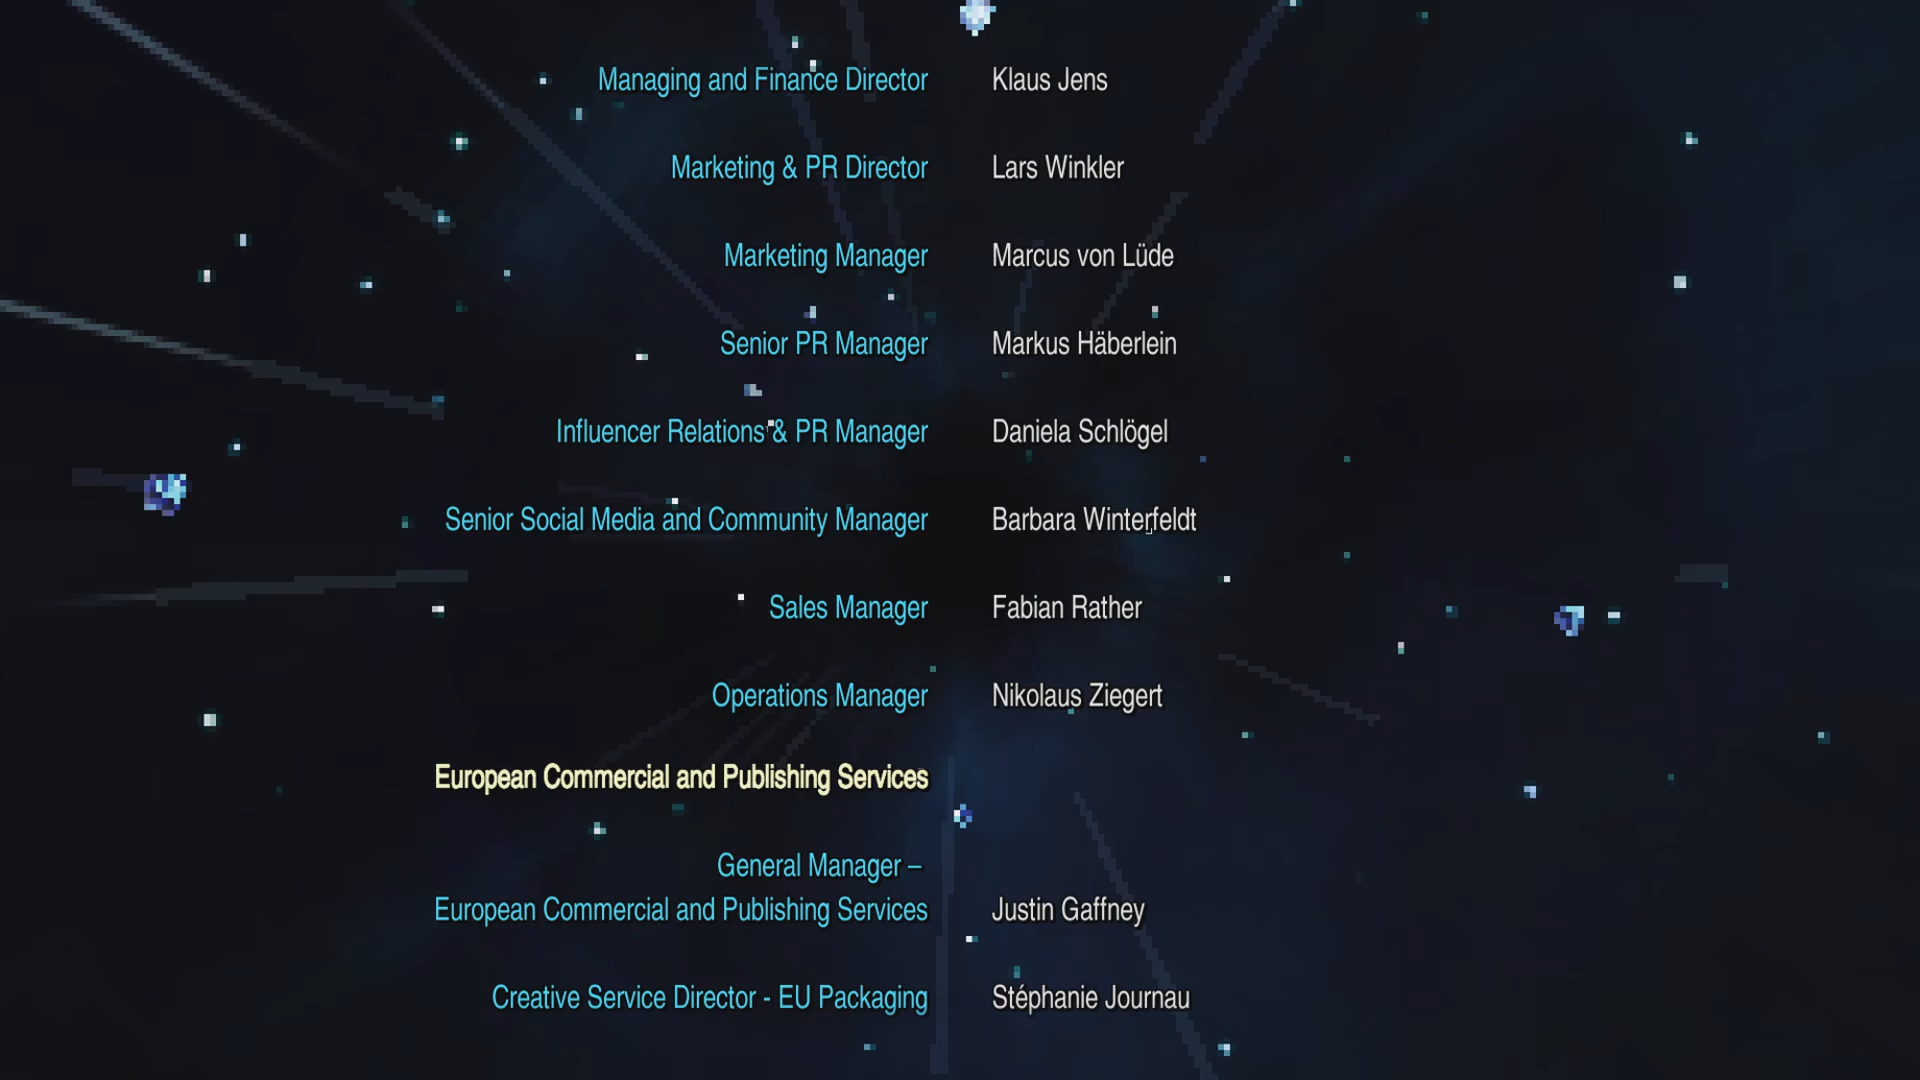 Managing and Finance Director Klaus Jens
Marketing & PR Director Lars Winkler
Marketing Manager Marcus von Lüde
Senior PR Manager Markus Häberlein
Influencer Relations & PR Manager Daniela Schlögel
Senior Social Media and Community Manager Barbara Winterfeldt
Sales Manager Fabian Rather
Operations Manager Nikolaus Ziegert
European Commercial and Publishing Services
General Manager –
European Commercial and Publishing Services Justin Gaffney
Creative Service Director - EU Packaging Stéphanie Journau